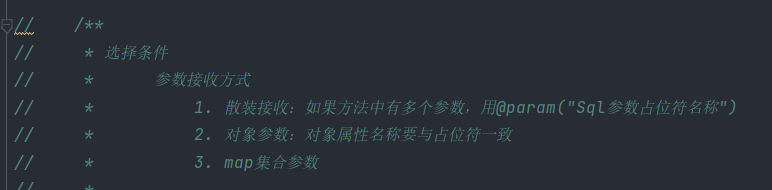 //    /**
//     * 选择条件
//     *      参数接收方式
//     *          1. 散装接收：如果方法中有多个参数，用@param("Sql参数占位符名称")
//     *          2. 对象参数：对象属性名称要与占位符一致
//     *          3. map集合参数
//     *